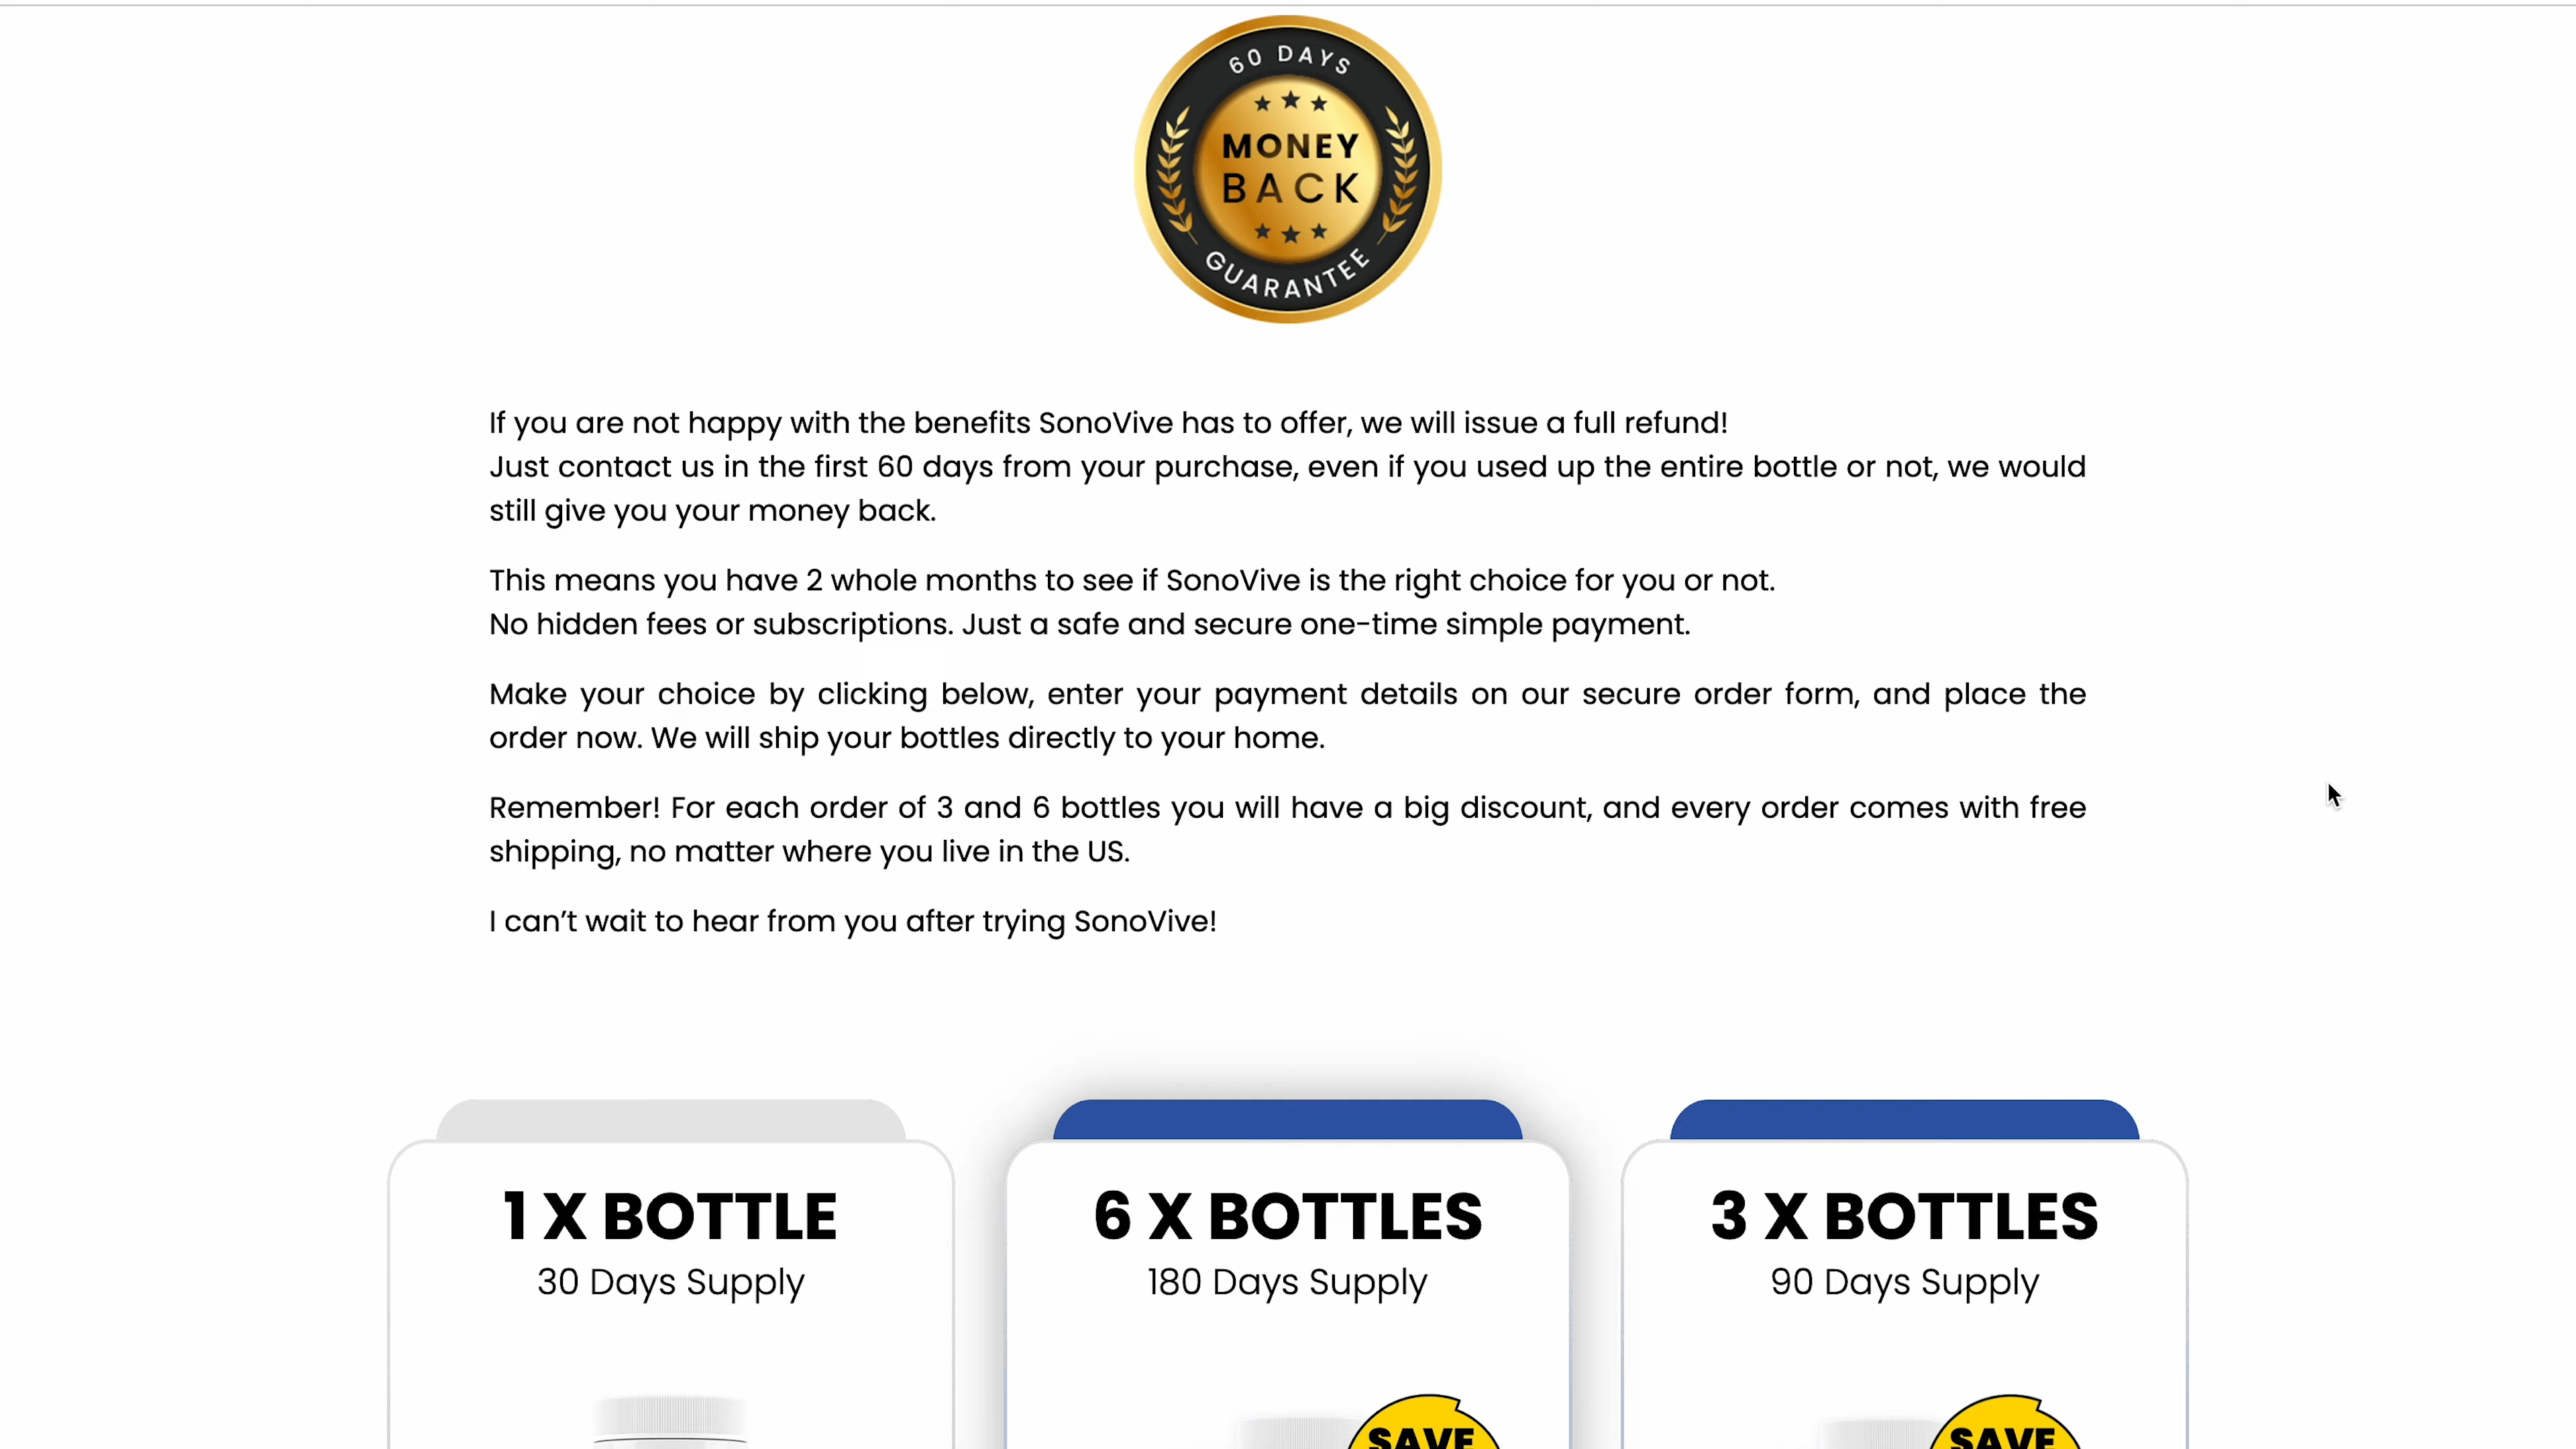 60 DAYS
MONEY
BACK
GUARANTEE
If you are not happy with the benefits SonoVive has to offer, we will issue a full refund!
Just contact us in the first 60 days from your purchase, even if you used up the entire bottle or not, we would
still give you your money back.
This means you have 2 whole months to see if SonoVive is the right choice for you or not.
No hidden fees or subscriptions. Just a safe and secure one-time simple payment.
Make your choice by clicking below, enter your payment details on our secure order form, and place the
order now. We will ship your bottles directly to your home.
Remember! For each order of 3 and 6 bottles you will have a big discount, and every order comes with free
shipping, no matter where you live in the US.
I can’t wait to hear from you after trying SonoVive!
1 X BOTTLE
30 Days Supply
6 X BOTTLES
180 Days Supply
SAVE
3 X BOTTLES
90 Days Supply
SAVE